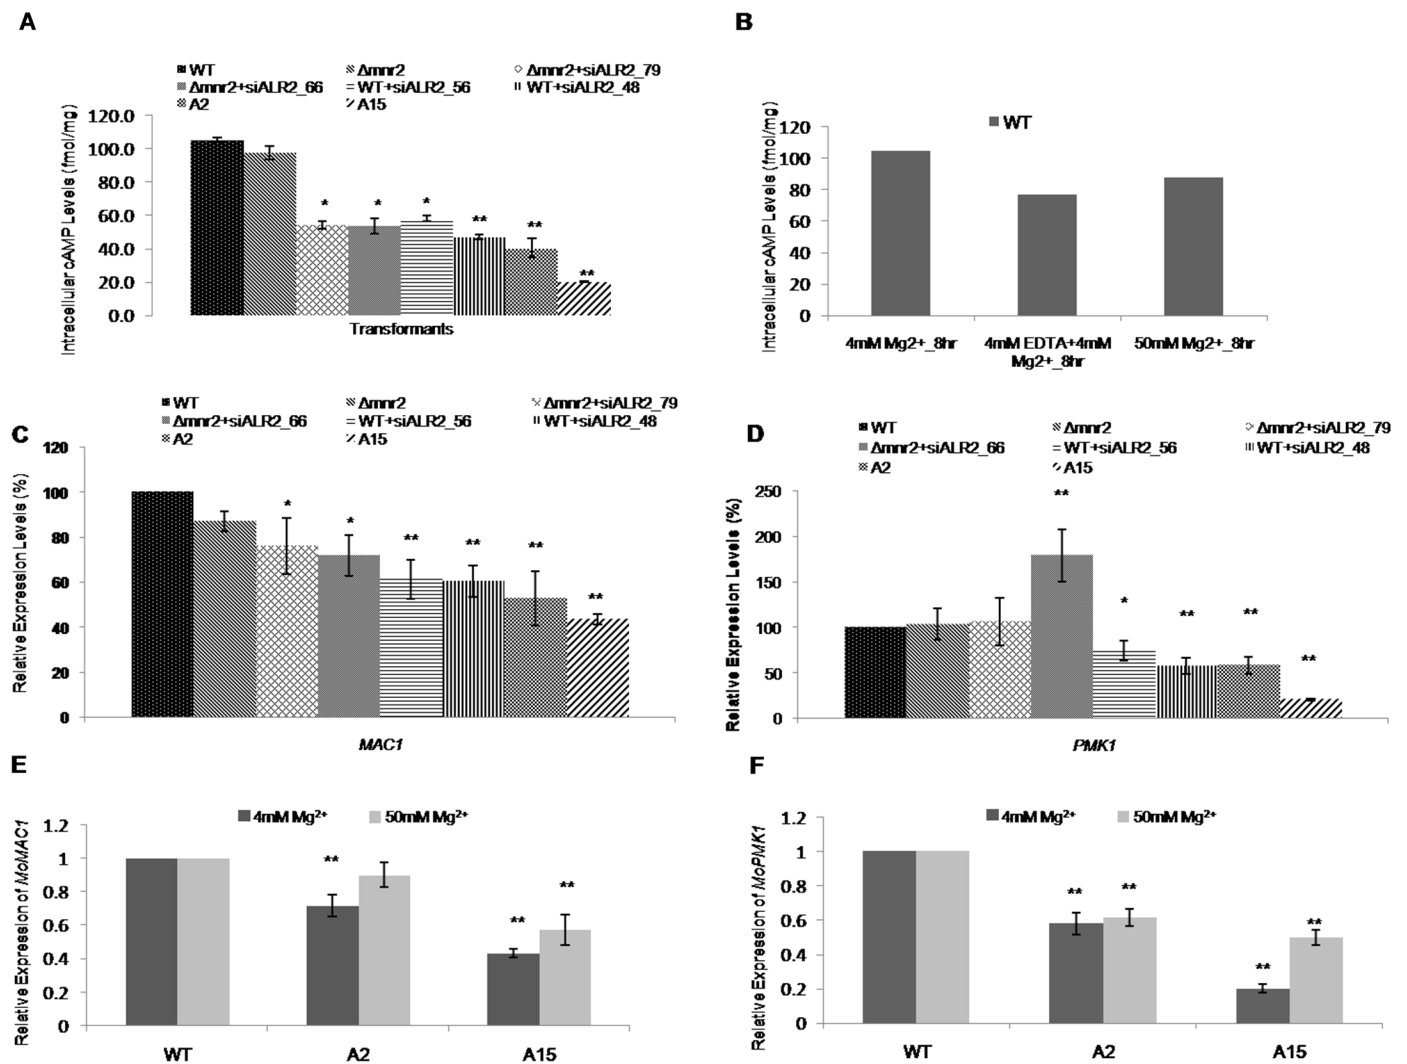 A
WT Δmnr2 Δmnr2+siALR2_79
Δmnr2+siALR2_66 WT+siALR2_56 WT+siALR2_48
A2 A15
Intracellular cAMP Levels (fmol/mg)
120.0
100.0
80.0
60.0
40.0
20.0
0.0
* * * ** ** **
Transformants
B
WT
Intracellular cAMP Levels (fmol/mg)
120
100
80
60
40
20
0
4mM Mg2+_8hr 4mM EDTA+4mM 50mM Mg2+_8hr
Mg2+_8hr
C
WT Δmnr2 Δmnr2+siALR2_79
Δmnr2+siALR2_66 WT+siALR2_56 WT+siALR2_48
A2 A15
Relative Expression Levels (%)
120
100
80
60
40
20
0
* * ** ** ** **
MAC1
D
WT Δmnr2 Δmnr2+siALR2_79
Δmnr2+siALR2_66 WT+siALR2_56 WT+siALR2_48
A2 A15
Relative Expression Levels (%)
250
200
150
100
50
0
** * ** ** **
PMK1
E
4mM Mg²⁺ 50mM Mg²⁺
Relative Expression of MoMAC1
1.2
1
0.8
0.6
0.4
0.2
0
** ** **
WT A2 A15
F
4mM Mg²⁺ 50mM Mg²⁺
Relative Expression of MoPMK1
1.2
1
0.8
0.6
0.4
0.2
0
** ** ** **
WT A2 A15